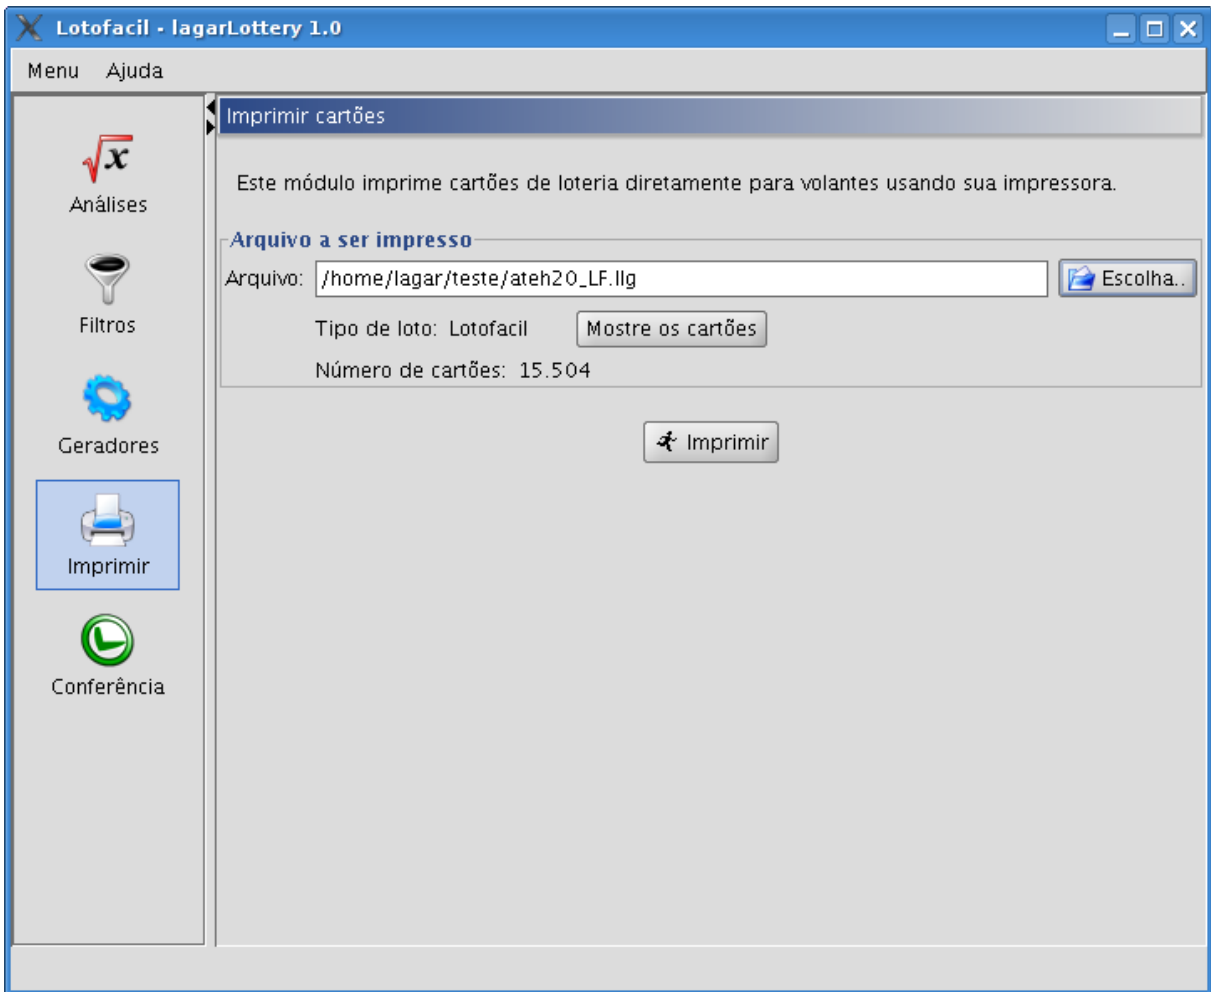 Lotofacil - lagarLottery 1.0
Menu Ajuda
Imprimir cartões
Análises
Filtros
Geradores
Imprimir
Conferência
Este módulo imprime cartões de loteria diretamente para volantes usando sua impressora.
Arquivo a ser impresso
Arquivo: /home/lagar/teste/ateh20_LF.llg Escolha..
Tipo de loto: Lotofacil Mostre os cartões
Número de cartões: 15.504
Imprimir